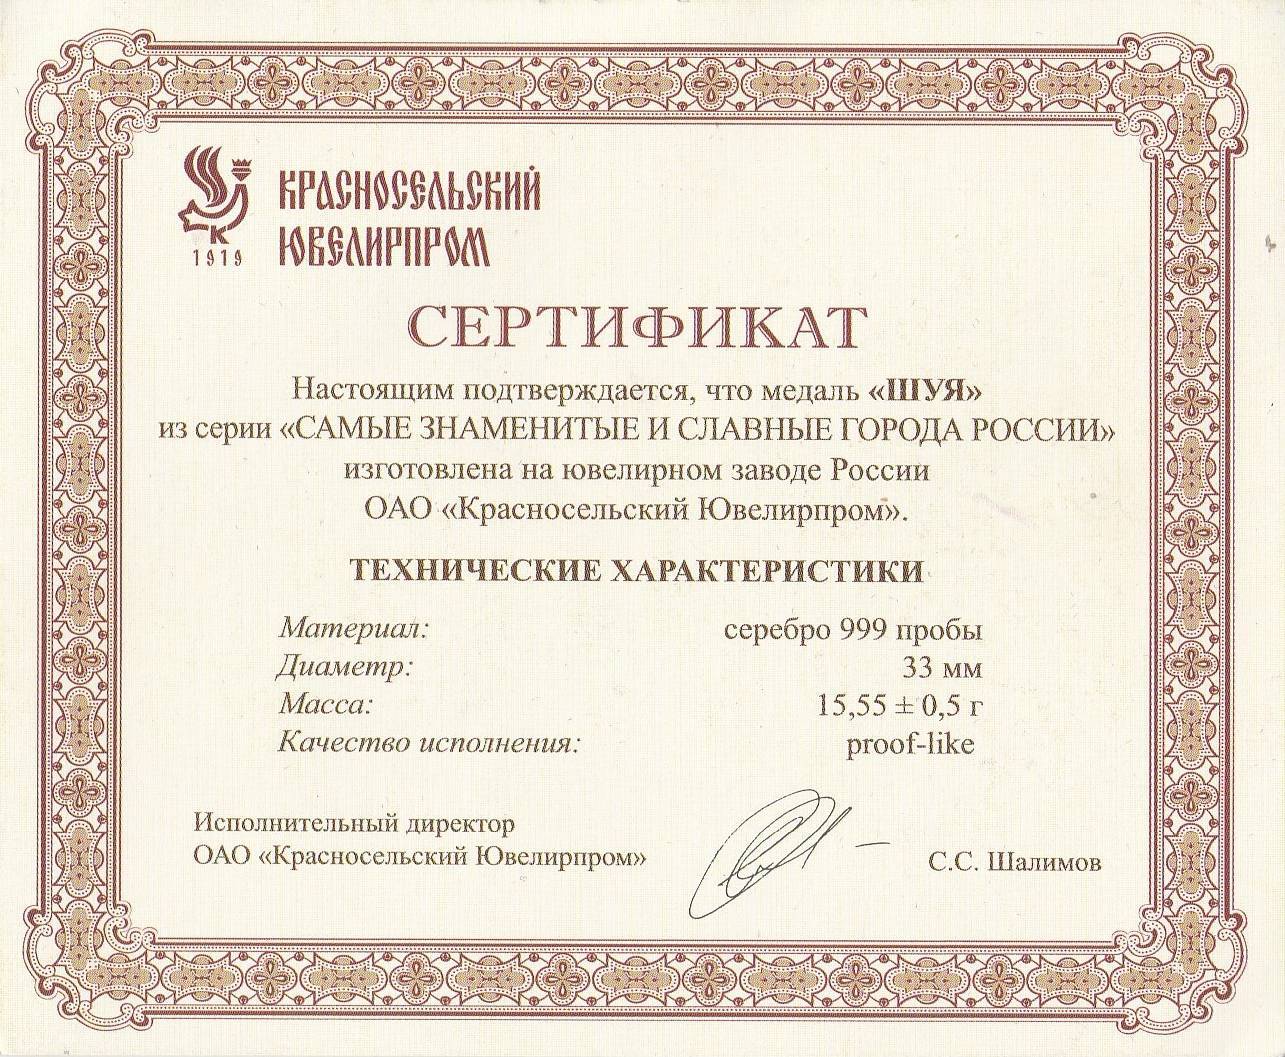 КРАСНОСЕЛЬСКИЙ
ЮВЕЛИРПРОМ
К
1919
СЕРТИФИКАТ
Настоящим подтверждается, что медаль «ШУЯ»
из серии «САМЫЕ ЗНАМЕНИТЫЕ И СЛАВНЫЕ ГОРОДА РОССИИ»
изготовлена на ювелирном заводе России
ОАО «Красносельский Ювелирпром».
ТЕХНИЧЕСКИЕ ХАРАКТЕРИСТИКИ
Материал: серебро 999 пробы
Диаметр: 33 мм
Масса: 15,55 ± 0,5 г
Качество исполнения: proof-like
Исполнительный директор
ОАО «Красносельский Ювелирпром» С.С. Шалимов